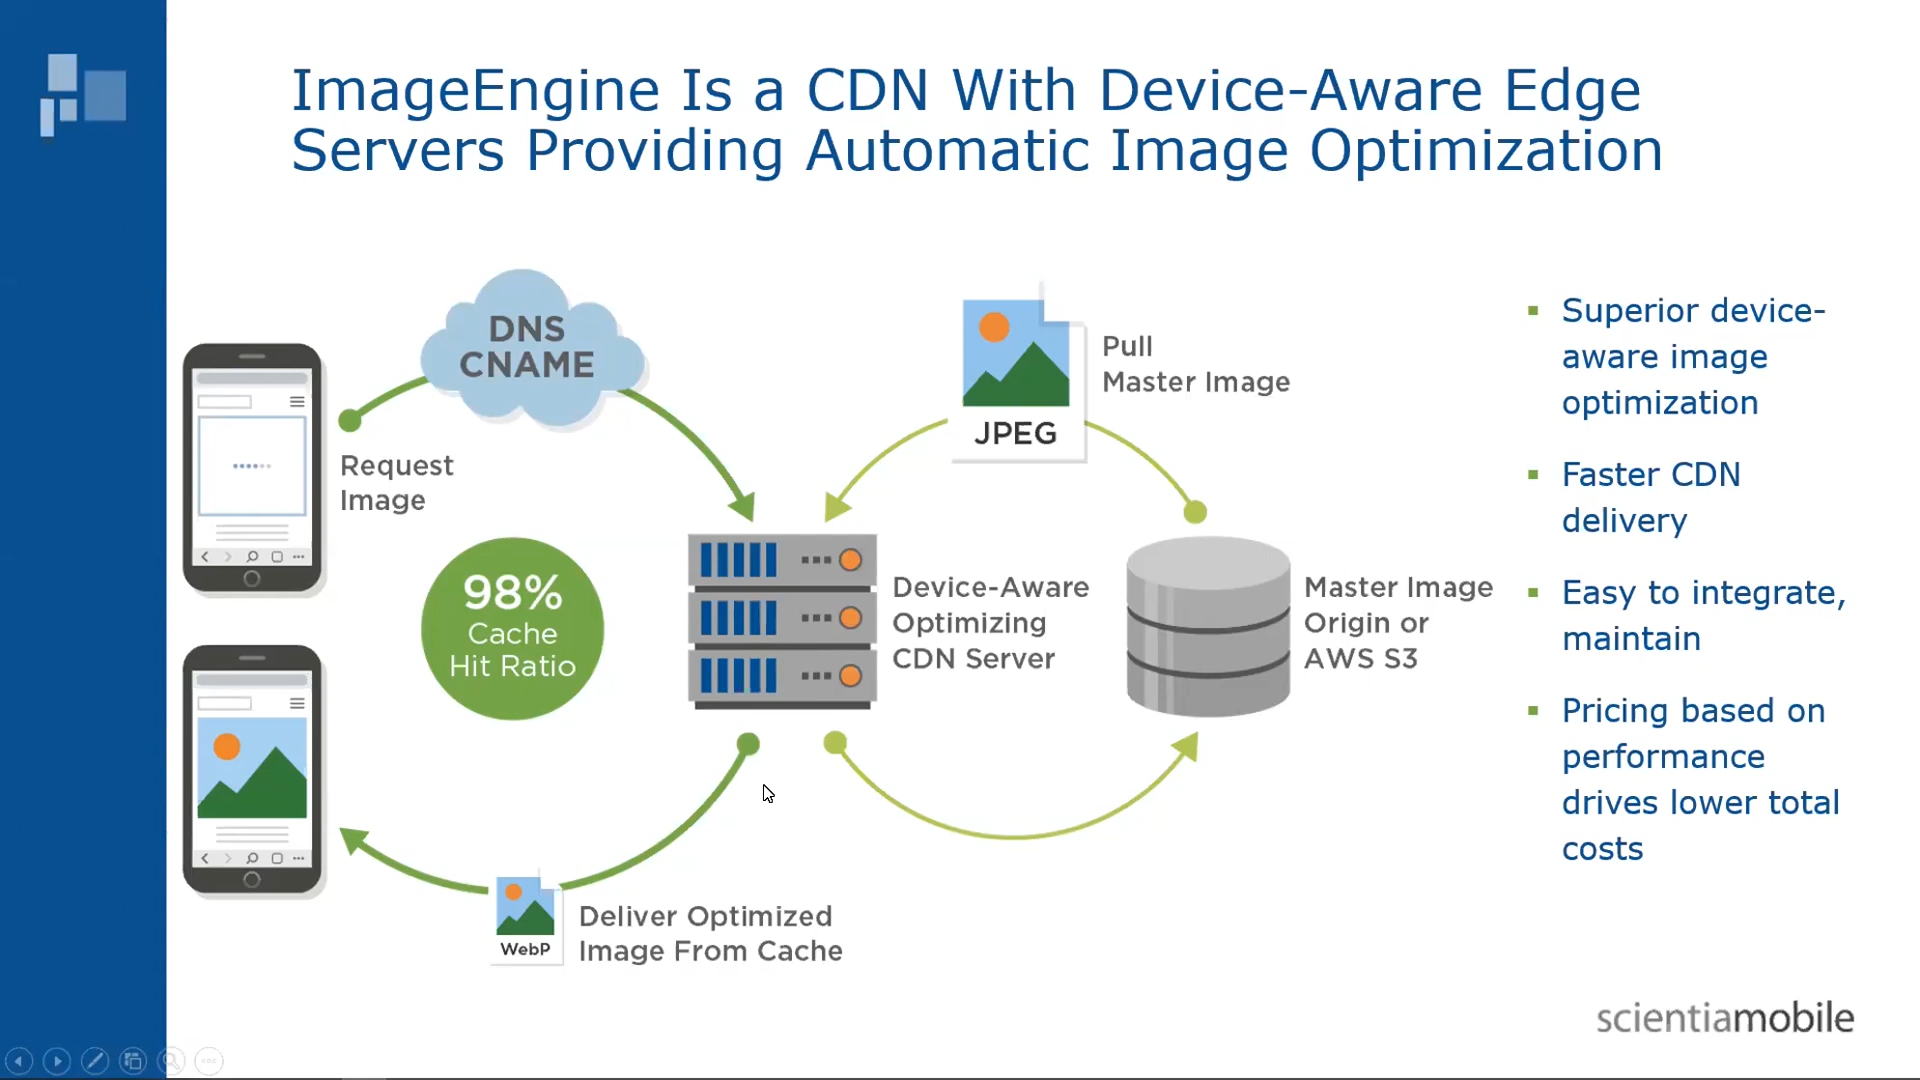 ImageEngine Is a CDN With Device-Aware Edge
Servers Providing Automatic Image Optimization
DNS
CNAME
Request
Image
98%
Cache
Hit Ratio
JPEG
Pull
Master Image
Device-Aware
Optimizing
CDN Server
Master Image
Origin or
AWS S3
WebP
Deliver Optimized
Image From Cache
Superior device-
aware image
optimization
Faster CDN
delivery
Easy to integrate,
maintain
Pricing based on
performance
drives lower total
costs
scientiamobile